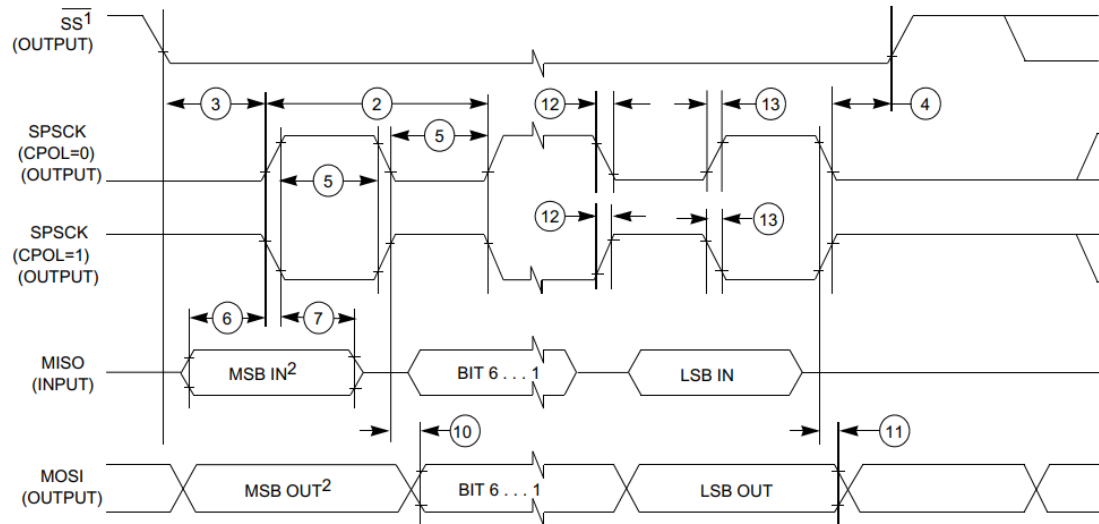 SS1
(OUTPUT)
3
2
12
13
4
SPSCK
(CPOL=0)
(OUTPUT)
5
5
SPSCK
(CPOL=1)
(OUTPUT)
12
13
6
7
MISO
(INPUT)
MSB IN2
BIT 6 . . . 1
LSB IN
10
11
MOSI
(OUTPUT)
MSB OUT2
BIT 6 . . . 1
LSB OUT